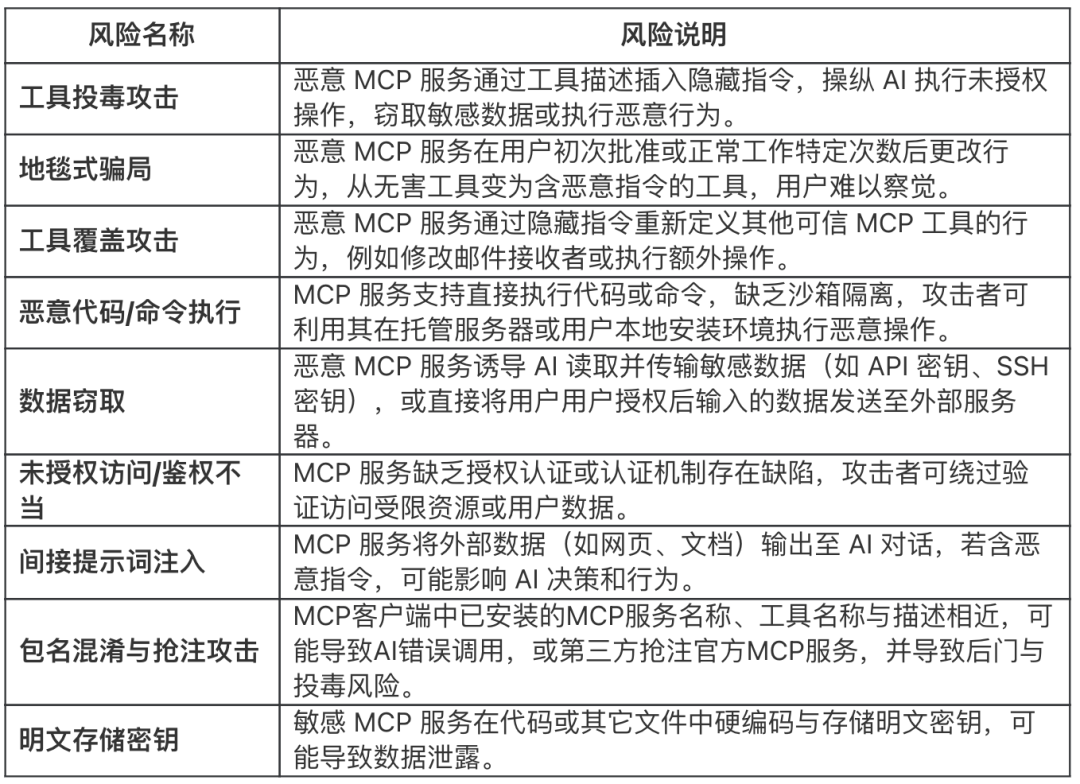 风险名称
风险说明
工具投毒攻击
恶意 MCP 服务通过工具描述插入隐藏指令，操纵 AI 执行未授权
操作，窃取敏感数据或执行恶意行为。
地毯式骗局
恶意 MCP 服务在用户初次批准或正常工作特定次数后更改行
为，从无害工具变为含恶意指令的工具，用户难以察觉。
工具覆盖攻击
恶意 MCP 服务通过隐藏指令重新定义其他可信 MCP 工具的行
为，例如修改邮件接收者或执行额外操作。
恶意代码/命令执行
MCP 服务支持直接执行代码或命令，缺乏沙箱隔离，攻击者可
利用其在托管服务器或用户本地安装环境执行恶意操作。
数据窃取
恶意 MCP 服务诱导 AI 读取并传输敏感数据（如 API 密钥、SSH
密钥），或直接将用户用户授权后输入的数据发送至外部服务
器。
未授权访问/鉴权不
当
MCP 服务缺乏授权认证或认证机制存在缺陷，攻击者可绕过验
证访问受限资源或用户数据。
间接提示词注入
MCP 服务将外部数据（如网页、文档）输出至 AI 对话，若含恶
意指令，可能影响 AI 决策和行为。
包名混淆与抢注攻击
MCP客户端中已安装的MCP服务名称、工具名称与描述相近，可
能导致AI错误调用，或第三方抢注官方MCP服务，并导致后门与
投毒风险。
明文存储密钥
敏感 MCP 服务在代码或其它文件中硬编码与存储明文密钥，可
能导致数据泄露。